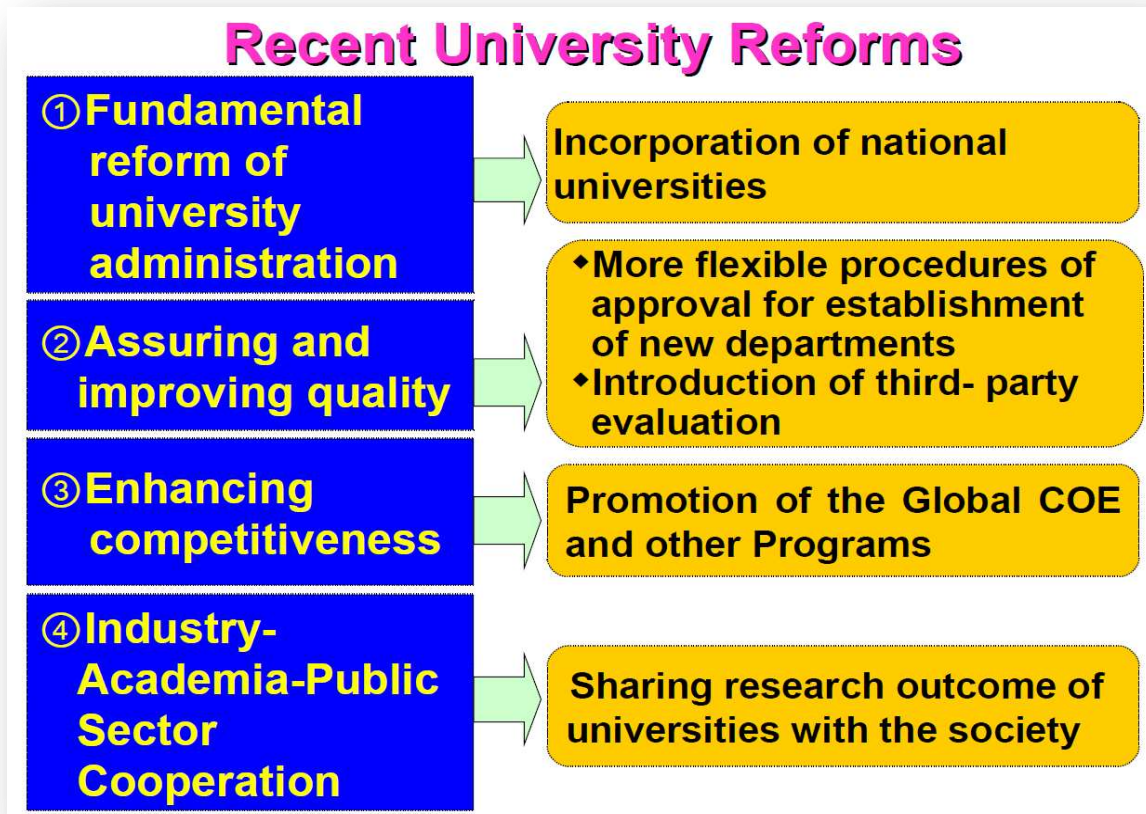 Recent University Reforms
①Fundamental
reform of
university
administration
Incorporation of national
universities
②Assuring and
improving quality
◆More flexible procedures of
approval for establishment
of new departments
◆Introduction of third- party
evaluation
③Enhancing
competitiveness
Promotion of the Global COE
and other Programs
④Industry-
Academia-Public
Sector
Cooperation
Sharing research outcome of
universities with the society